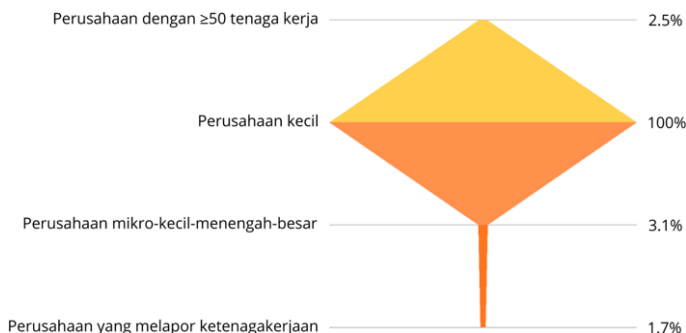 Perusahaan dengan ≥50 tenaga kerja 2.5%
Perusahaan kecil 100%
Perusahaan mikro-kecil-menengah-besar 3.1%
Perusahaan yang melapor ketenagakerjaan 1.7%